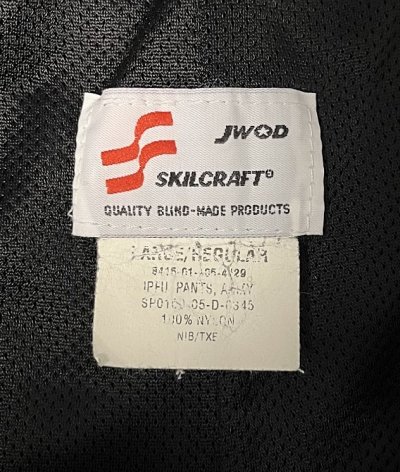 JWOD
SKILCRAFT®
QUALITY BLIND-MADE PRODUCTS
LARGE/REGULAR
IPFU PANTS, ARMY
100% NYLON
NIB/TXE